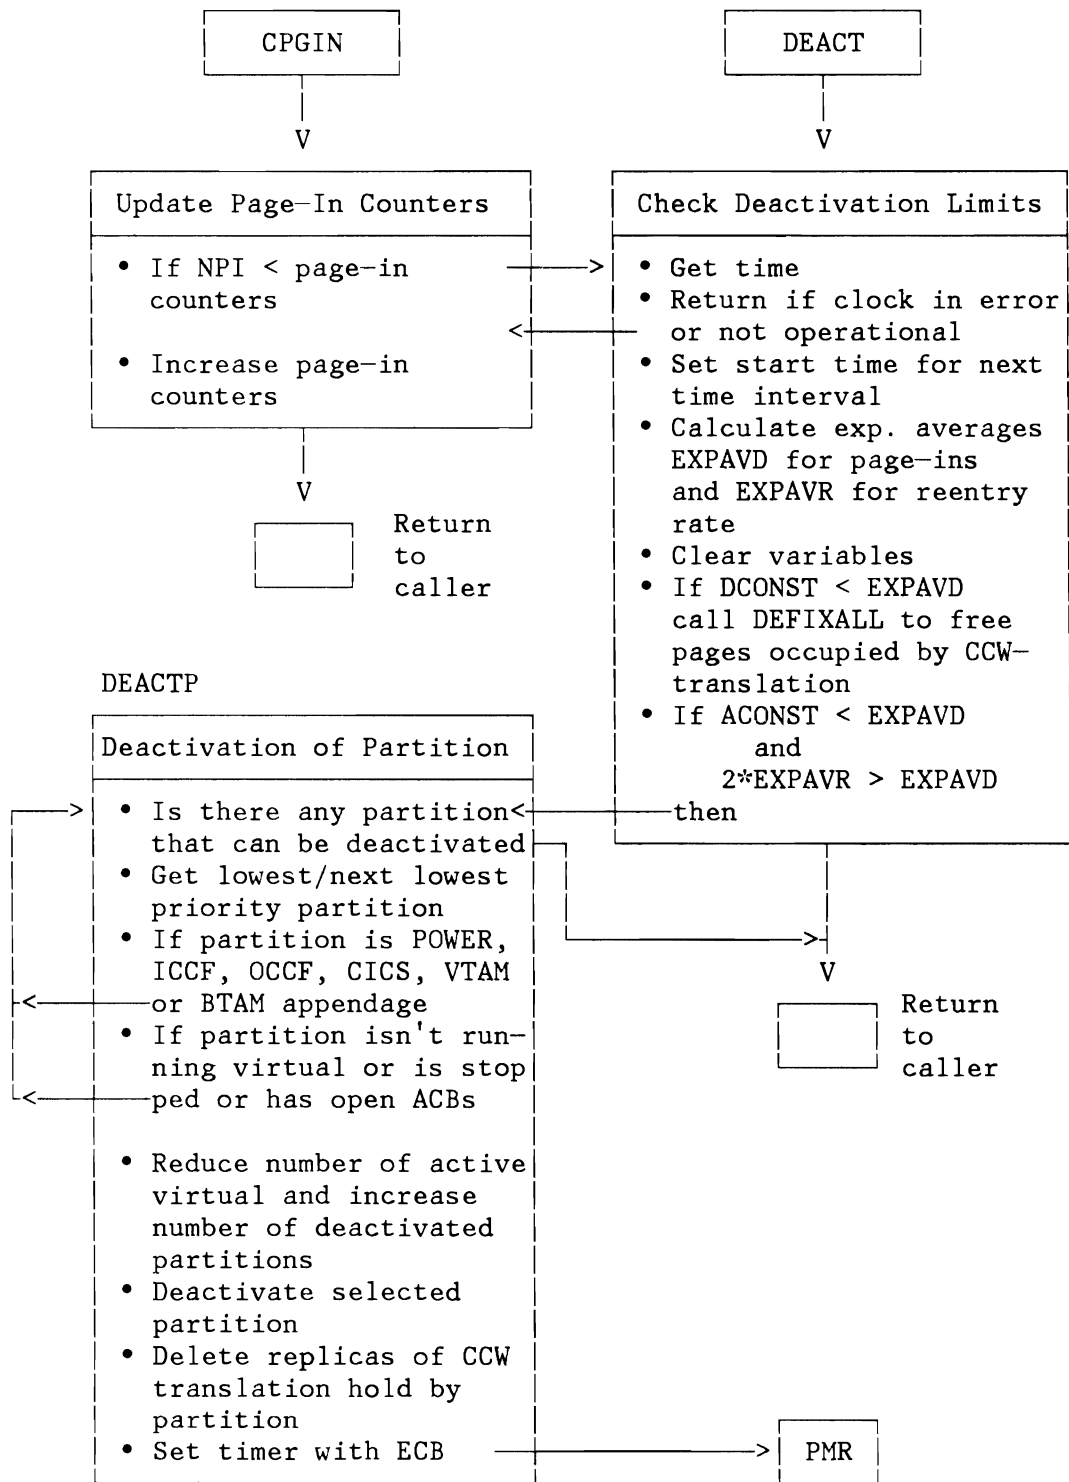 CPGIN
DEACT
V
V
Update Page-In Counters
• If NPI < page-in
counters
• Increase page-in
counters
V
Return
to
caller
Check Deactivation Limits
• Get time
• Return if clock in error
or not operational
• Set start time for next
time interval
• Calculate exp. averages
EXPAVD for page-ins
and EXPAVR for reentry
rate
• Clear variables
• If DCONST < EXPAVD
call DEFIXALL to free
pages occupied by CCW-
translation
• If ACONST < EXPAVD
and
2*EXPAVR > EXPAVD
then
V
Return
to
caller
DEACTP
Deactivation of Partition
• Is there any partition
that can be deactivated
• Get lowest/next lowest
priority partition
• If partition is POWER,
ICCF, OCCF, CICS, VTAM
or BTAM appendage
• If partition isn't run-
ning virtual or is stop
ped or has open ACBs
• Reduce number of active
virtual and increase
number of deactivated
partitions
• Deactivate selected
partition
• Delete replicas of CCW
translation hold by
partition
• Set timer with ECB
PMR